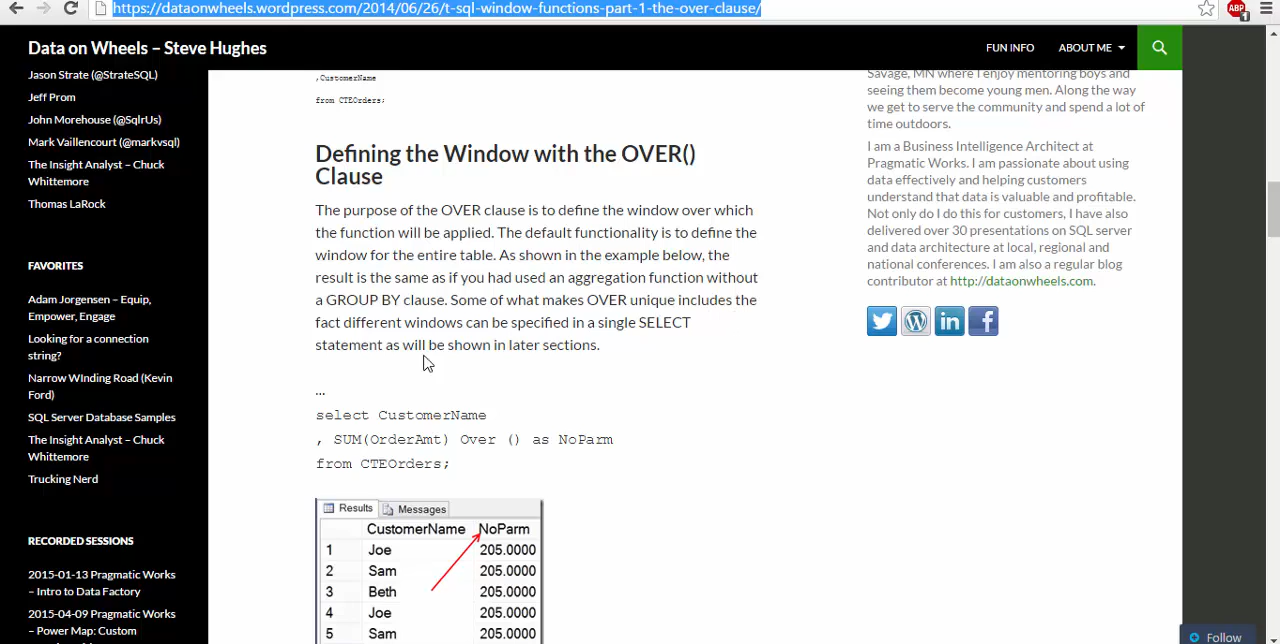 https://dataonwheels.wordpress.com/2014/06/26/t-sql-window-functions-part-1-the-over-clause/
ABP
1
Data on Wheels – Steve Hughes
FUN INFO
ABOUT ME
Jason Strate (@StrateSQL)
Jeff Prom
John Morehouse (@SqlrUs)
Mark Vaillencourt (@markvsql)
The Insight Analyst – Chuck
Whittemore
Thomas LaRock
FAVORITES
Adam Jorgensen – Equip,
Empower, Engage
Looking for a connection
string?
Narrow WInding Road (Kevin
Ford)
SQL Server Database Samples
The Insight Analyst – Chuck
Whittemore
Trucking Nerd
RECORDED SESSIONS
2015-01-13 Pragmatic Works
– Intro to Data Factory
2015-04-09 Pragmatic Works
– Power Map: Custom
,CustomerName
from CTEOrders;
Defining the Window with the OVER()
Clause
The purpose of the OVER clause is to define the window over which
the function will be applied. The default functionality is to define the
window for the entire table. As shown in the example below, the
result is the same as if you had used an aggregation function without
a GROUP BY clause. Some of what makes OVER unique includes the
fact different windows can be specified in a single SELECT
statement as will be shown in later sections.
…
select CustomerName
, SUM(OrderAmt) Over () as NoParm
from CTEOrders;
Results Messages
CustomerName NoParm
1 Joe 205.0000
2 Sam 205.0000
3 Beth 205.0000
4 Joe 205.0000
5 Sam 205.0000
Savage, MN where I enjoy mentoring boys and
seeing them become young men. Along the way
we get to serve the community and spend a lot of
time outdoors.
I am a Business Intelligence Architect at
Pragmatic Works. I am passionate about using
data effectively and helping customers
understand that data is valuable and profitable.
Not only do I do this for customers, I have also
delivered over 30 presentations on SQL server
and data architecture at local, regional and
national conferences. I am also a regular blog
contributor at http://dataonwheels.com.
Follow